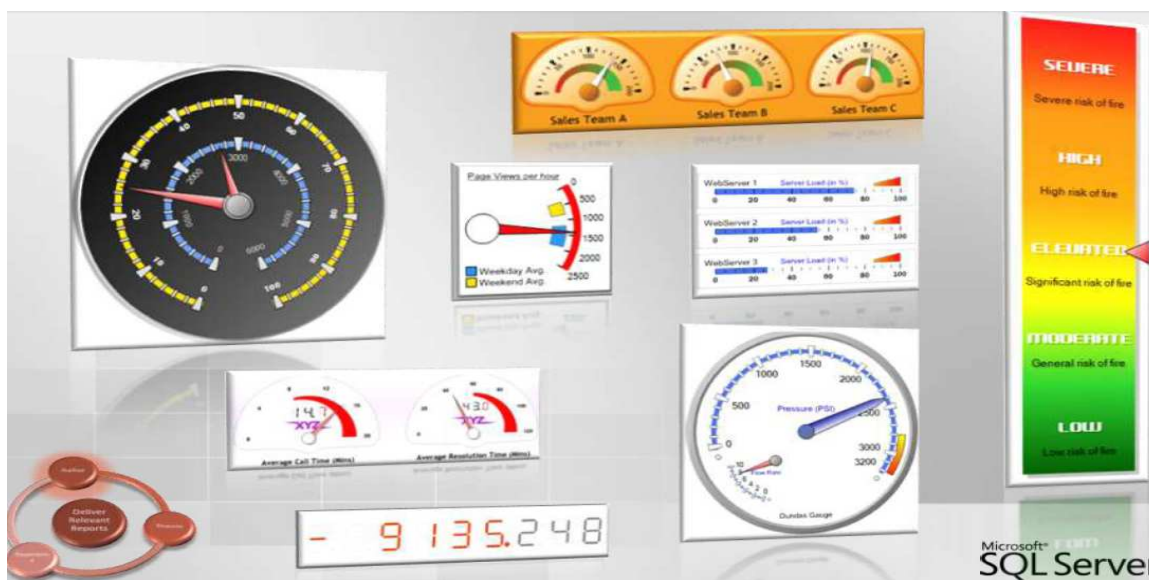 0
10
20
30
40
50
60
70
80
90
100
0
1000
2000
3000
4000
5000
6000
Sales Team A
Sales Team B
Sales Team C
Page Views per hour
0
500
1000
1500
2000
2500
Weekday Avg.
Weekend Avg.
WebServer 1 Server Load (in %)
0 20 40 60 80 100
WebServer 2 Server Load (in %)
0 20 40 60 80 100
WebServer 3 Server Load (in %)
0 20 40 60 80 100
SEVERE
Severe risk of fire
HIGH
High risk of fire
ELEVATED
Significant risk of fire
MODERATE
General risk of fire
LOW
Low risk of fire
14.7
XYZ
Average Call Time (Mins)
43.0
XYZ
Average Resolution Time (Mins)
0
500
1000
1500
2000
2500
3000
3200
Pressure (PSI)
Flow Rate
Dundas Gauge
Author
Deliver
Relevant
Reports
- 9135.248
Microsoft®
SQL Server